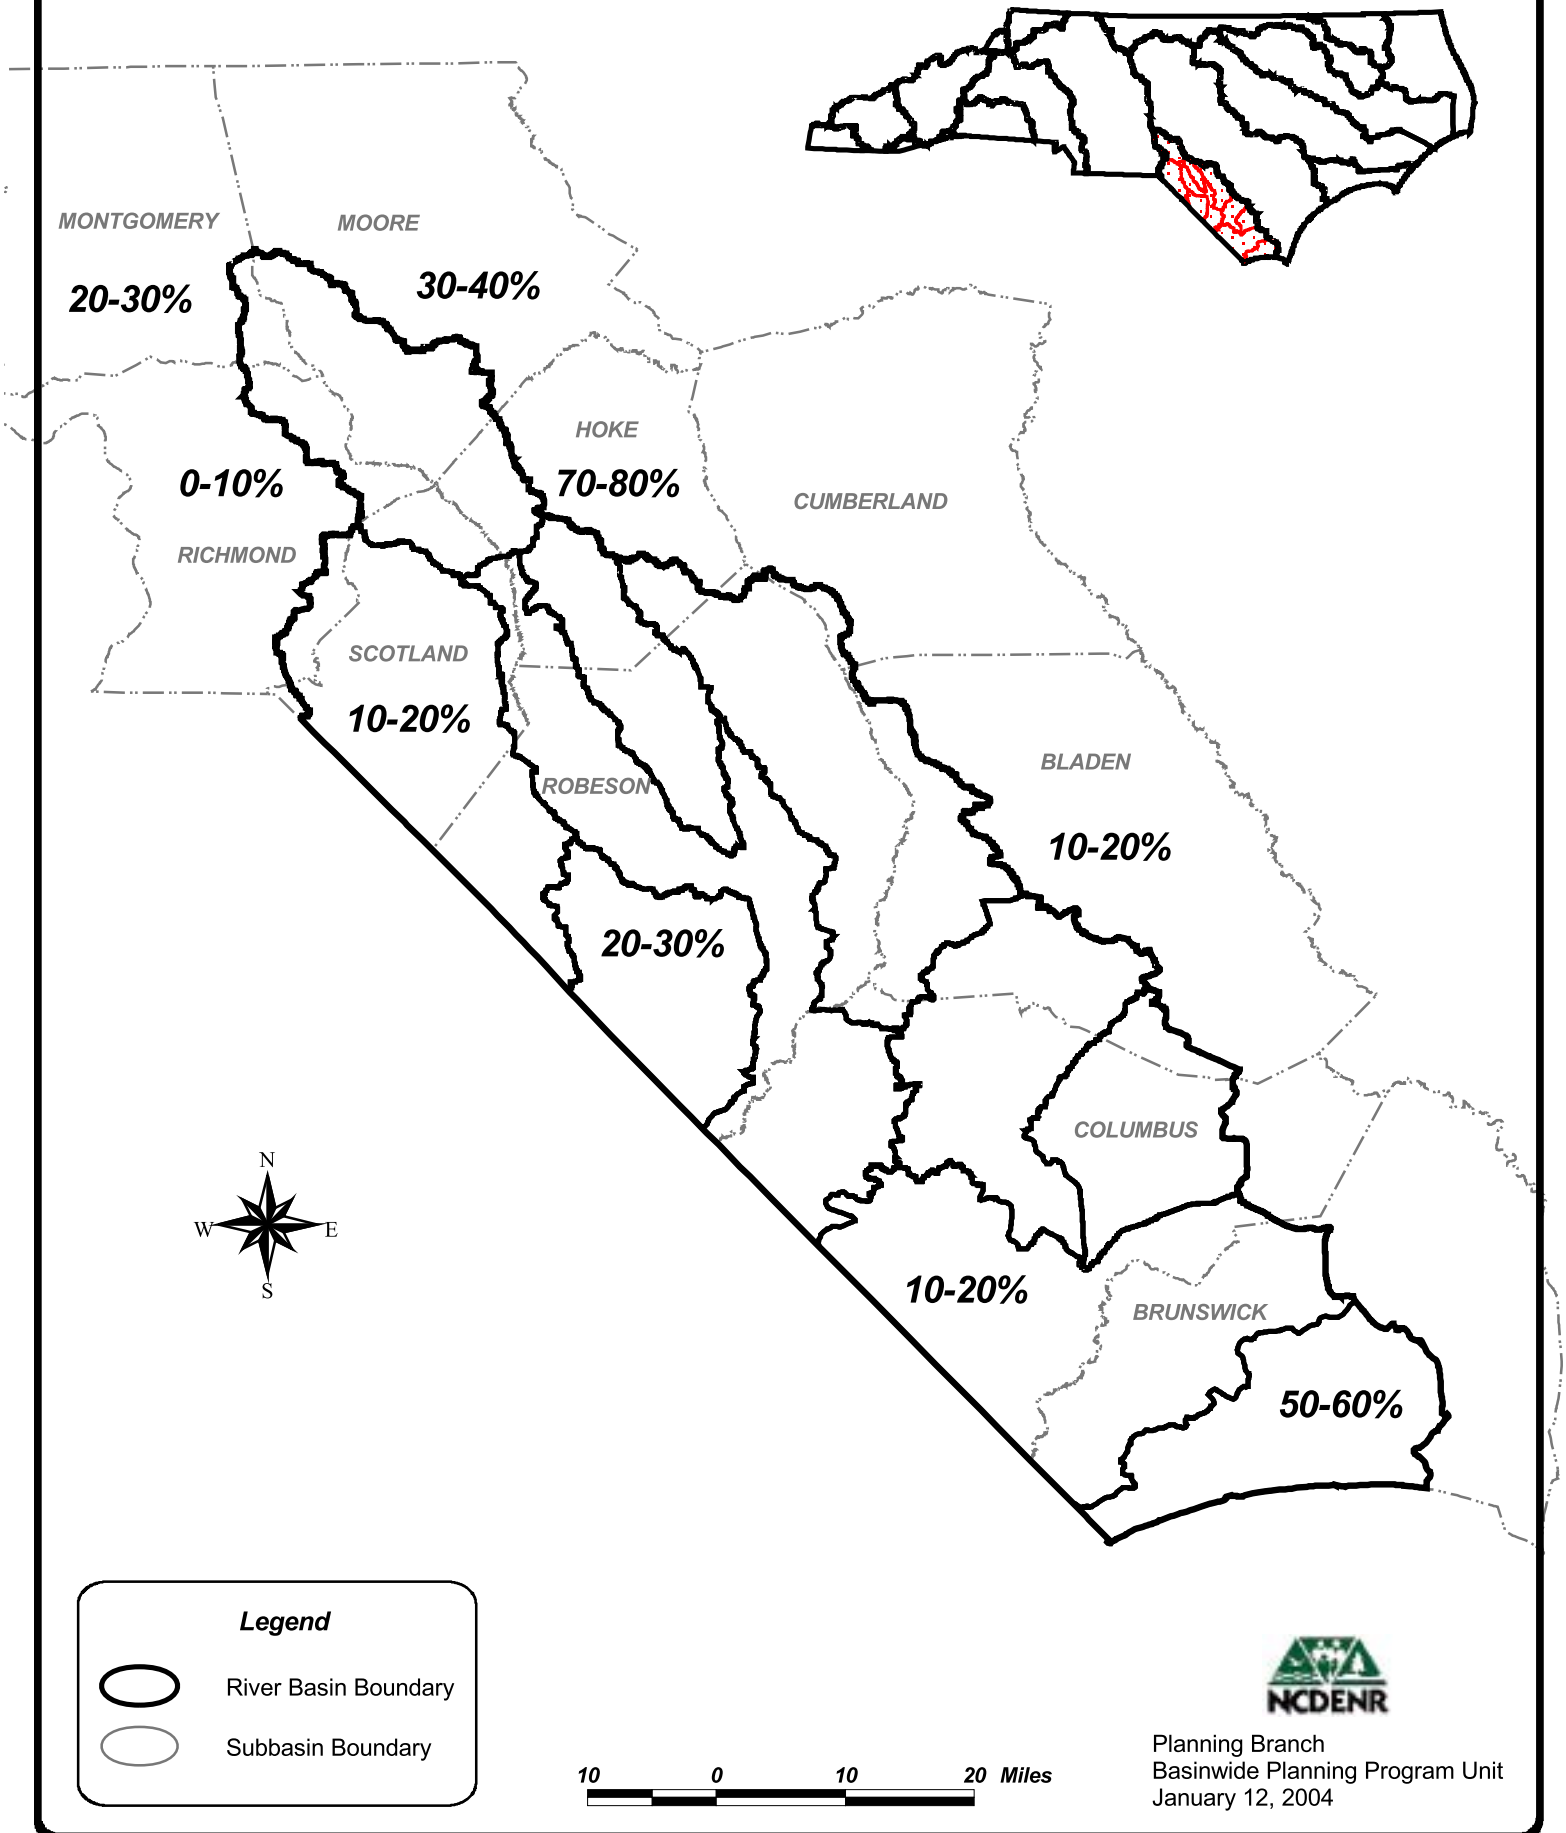 MONTGOMERY
MOORE
20-30%
30-40%
HOKE
0-10%
70-80%
CUMBERLAND
RICHMOND
SCOTLAND
10-20%
ROBESON
BLADEN
10-20%
20-30%
COLUMBUS
N
W
E
S
10-20%
BRUNSWICK
50-60%
Legend
River Basin Boundary
Subbasin Boundary
10 0 10 20 Miles
NCDENR
Planning Branch
Basinwide Planning Program Unit
January 12, 2004